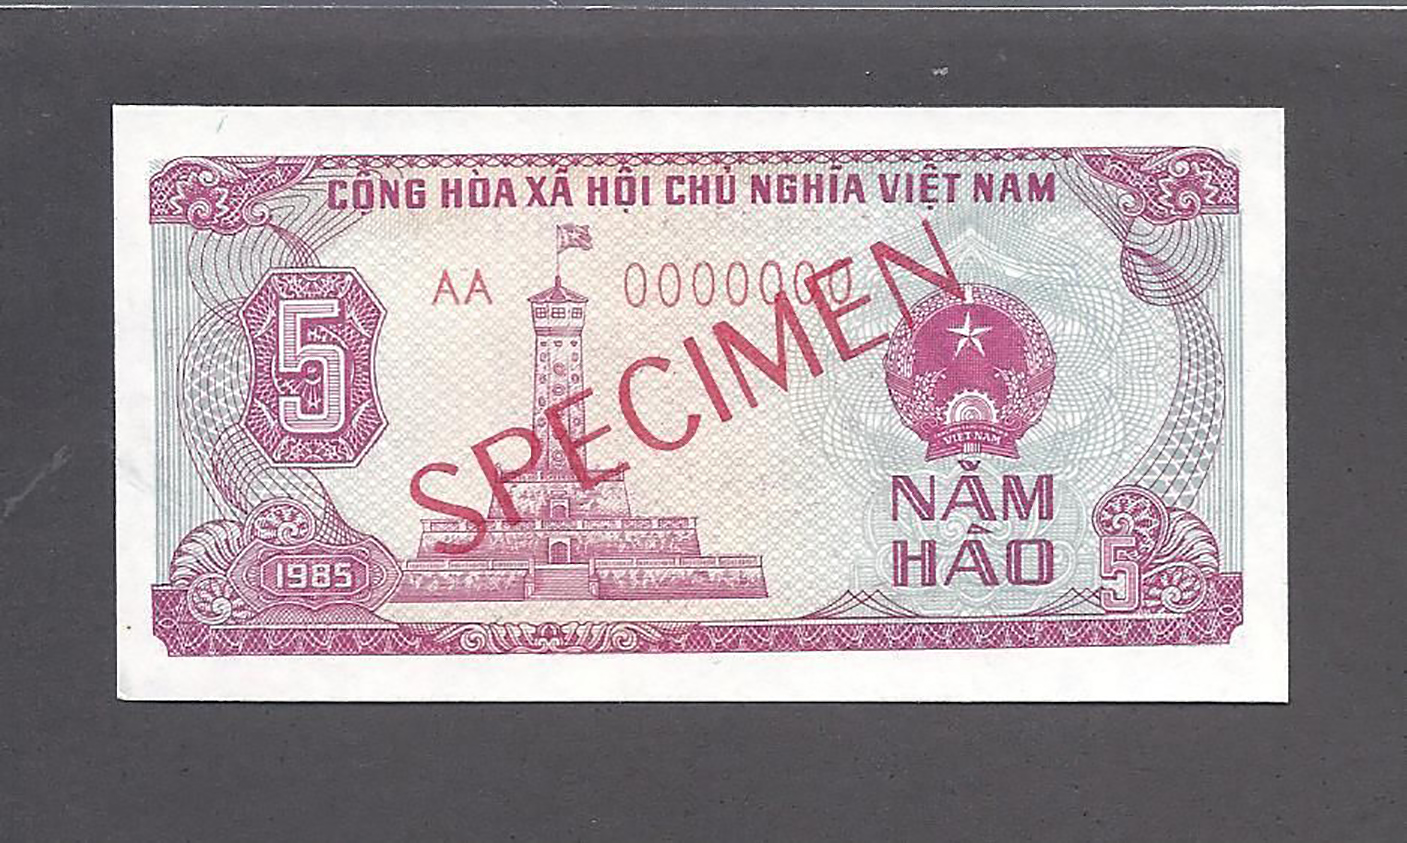 CỘNG HÒA XÃ HỘI CHỦ NGHĨA VIỆT NAM
AA 0000000
5
SPECIMEN
VIỆT NAM
NĂM
HÀO
1985
5